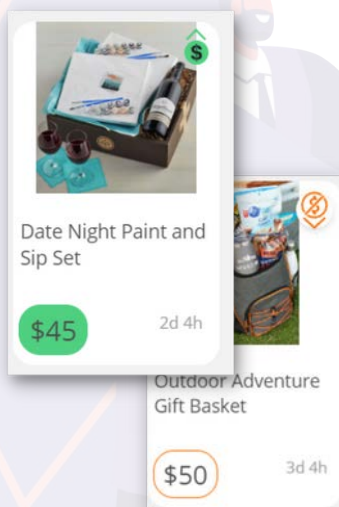 $
Date Night Paint and
Sip Set
$45
2d 4h
$
Outdoor Adventure
Gift Basket
$50
3d 4h